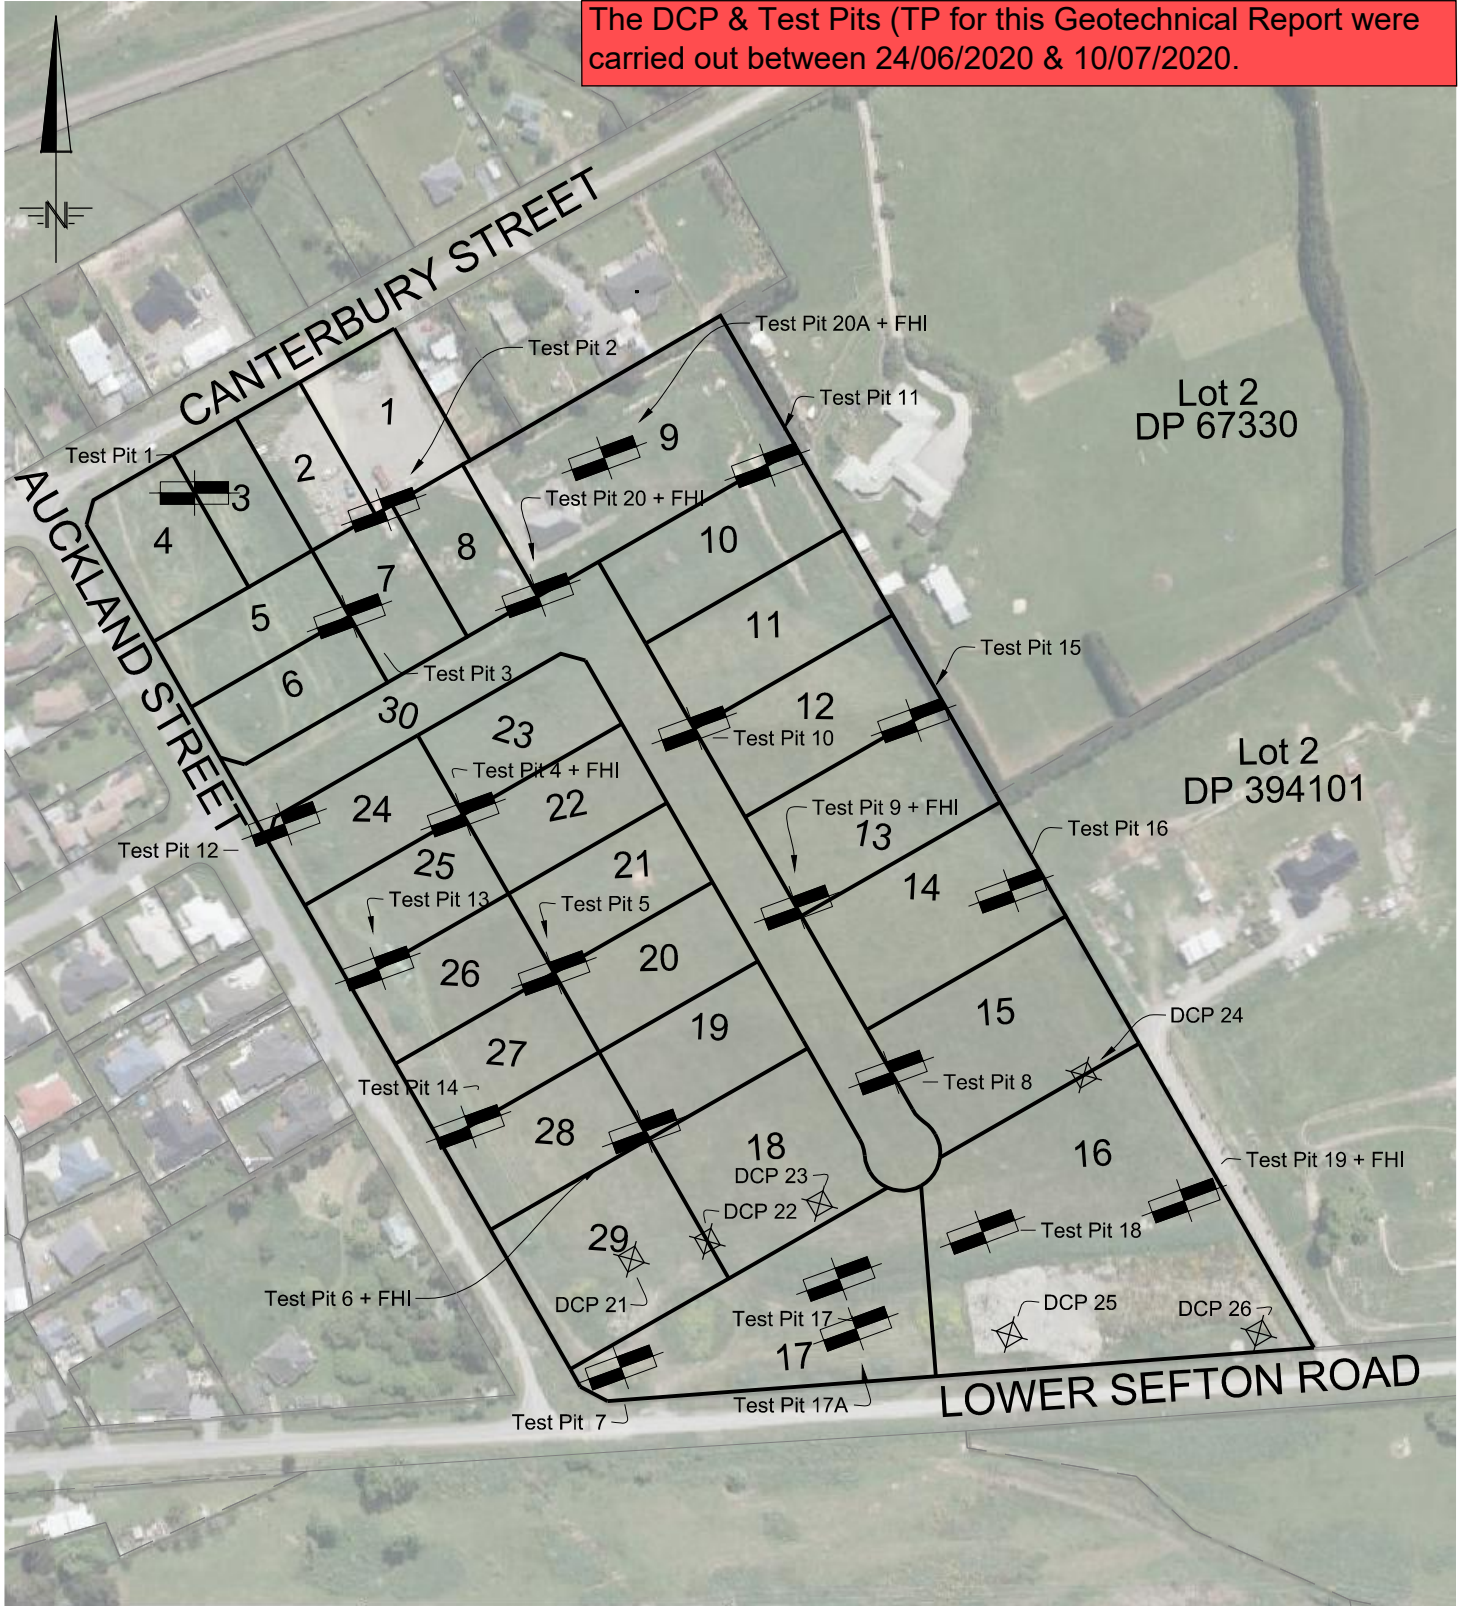 The DCP & Test Pits (TP for this Geotechnical Report were
carried out between 24/06/2020 & 10/07/2020.
N
CANTERBURY STREET
AUCKLAND STREET
LOWER SEFTON ROAD
Lot 2
DP 67330
Lot 2
DP 394101
Test Pit 20A + FHI
Test Pit 2
Test Pit 11
1
9
Test Pit 1
2
3
Test Pit 20 + FHI
4
8
10
7
5
11
Test Pit 15
Test Pit 3
6
30
12
23
Test Pit 10
Test Pit 4 + FHI
24
22
Test Pit 9 + FHI
13
Test Pit 16
Test Pit 12
25
21
14
Test Pit 13
Test Pit 5
26
20
15
DCP 24
19
27
Test Pit 14
Test Pit 8
28
18
16
Test Pit 19 + FHI
DCP 23
DCP 22
Test Pit 18
29
Test Pit 6 + FHI
DCP 21
DCP 25
DCP 26
Test Pit 17
17
Test Pit 17A
Test Pit 7